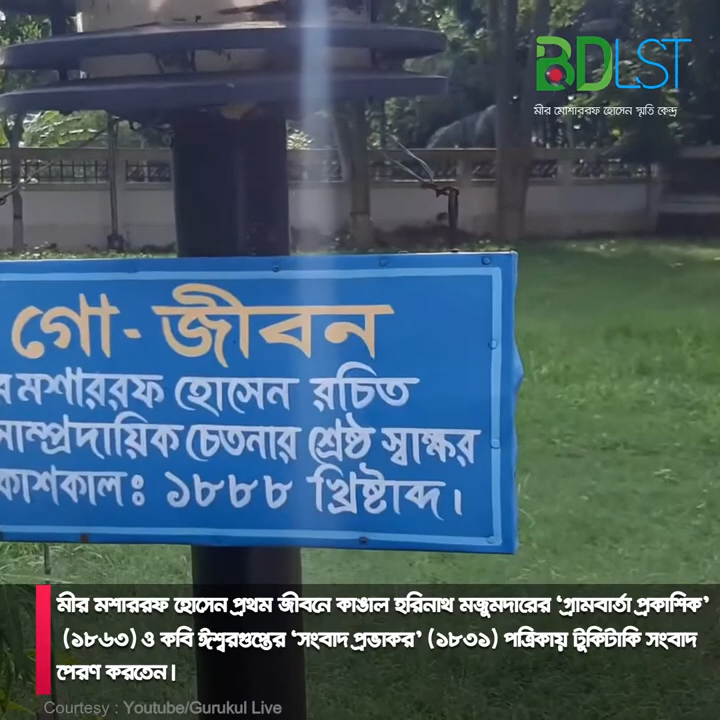 BDLST
মীর মোশাররফ হোসেন স্মৃতি কেন্দ্র
গো-জীবন
মশাররফ হোসেন রচিত
সাম্প্রদায়িক চেতনার শ্রেষ্ঠ স্বাক্ষর
কাশকাল ঃ ১৮৮৮ খ্রিষ্টাব্দ।
মীর মশাররফ হোসেন প্রথম জীবনে কাঙাল হরিনাথ মজুমদারের ‘গ্রামবার্তা প্রকাশিক’
(১৮৬৩) ও কবি ঈশ্বরগুপ্তের ‘সংবাদ প্রভাকর’ (১৮৩১) পত্রিকায় টুকিটাকি সংবাদ
পেরণ করতেন।
Courtesy : Youtube/Gurukul Live